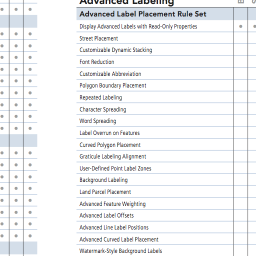 Advanced Labeling
Advanced Label Placement Rule Set
Display Advanced Labels with Read-Only Properties
Street Placement
Customizable Dynamic Stacking
Font Reduction
Customizable Abbreviation
Polygon Boundary Placement
Repeated Labeling
Character Spreading
Word Spreading
Label Overrun on Features
Curved Polygon Placement
Graticule Labeling Alignment
User-Defined Point Label Zones
Background Labeling
Land Parcel Placement
Advanced Feature Weighting
Advanced Label Offsets
Advanced Line Label Positions
Advanced Curved Label Placement
Watermark-Style Background Labels